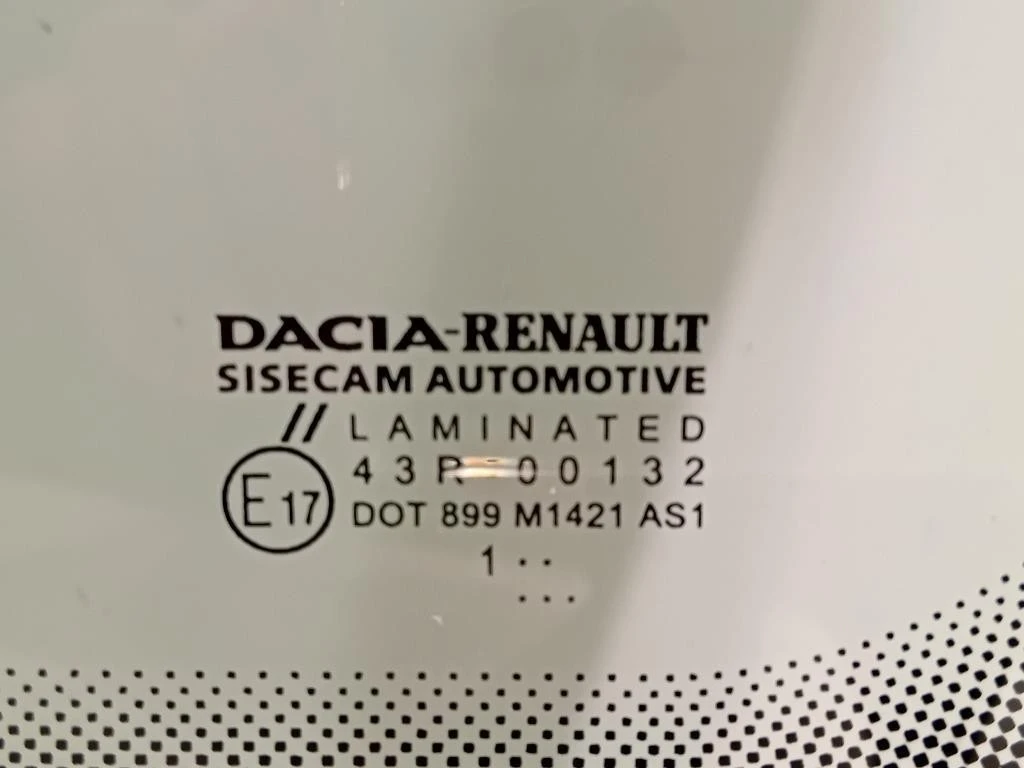 DACIA-RENAULT
SISECAM AUTOMOTIVE
// LAMINATED
43R-00132
E17 DOT 899 M1421 AS1
1 ..
...